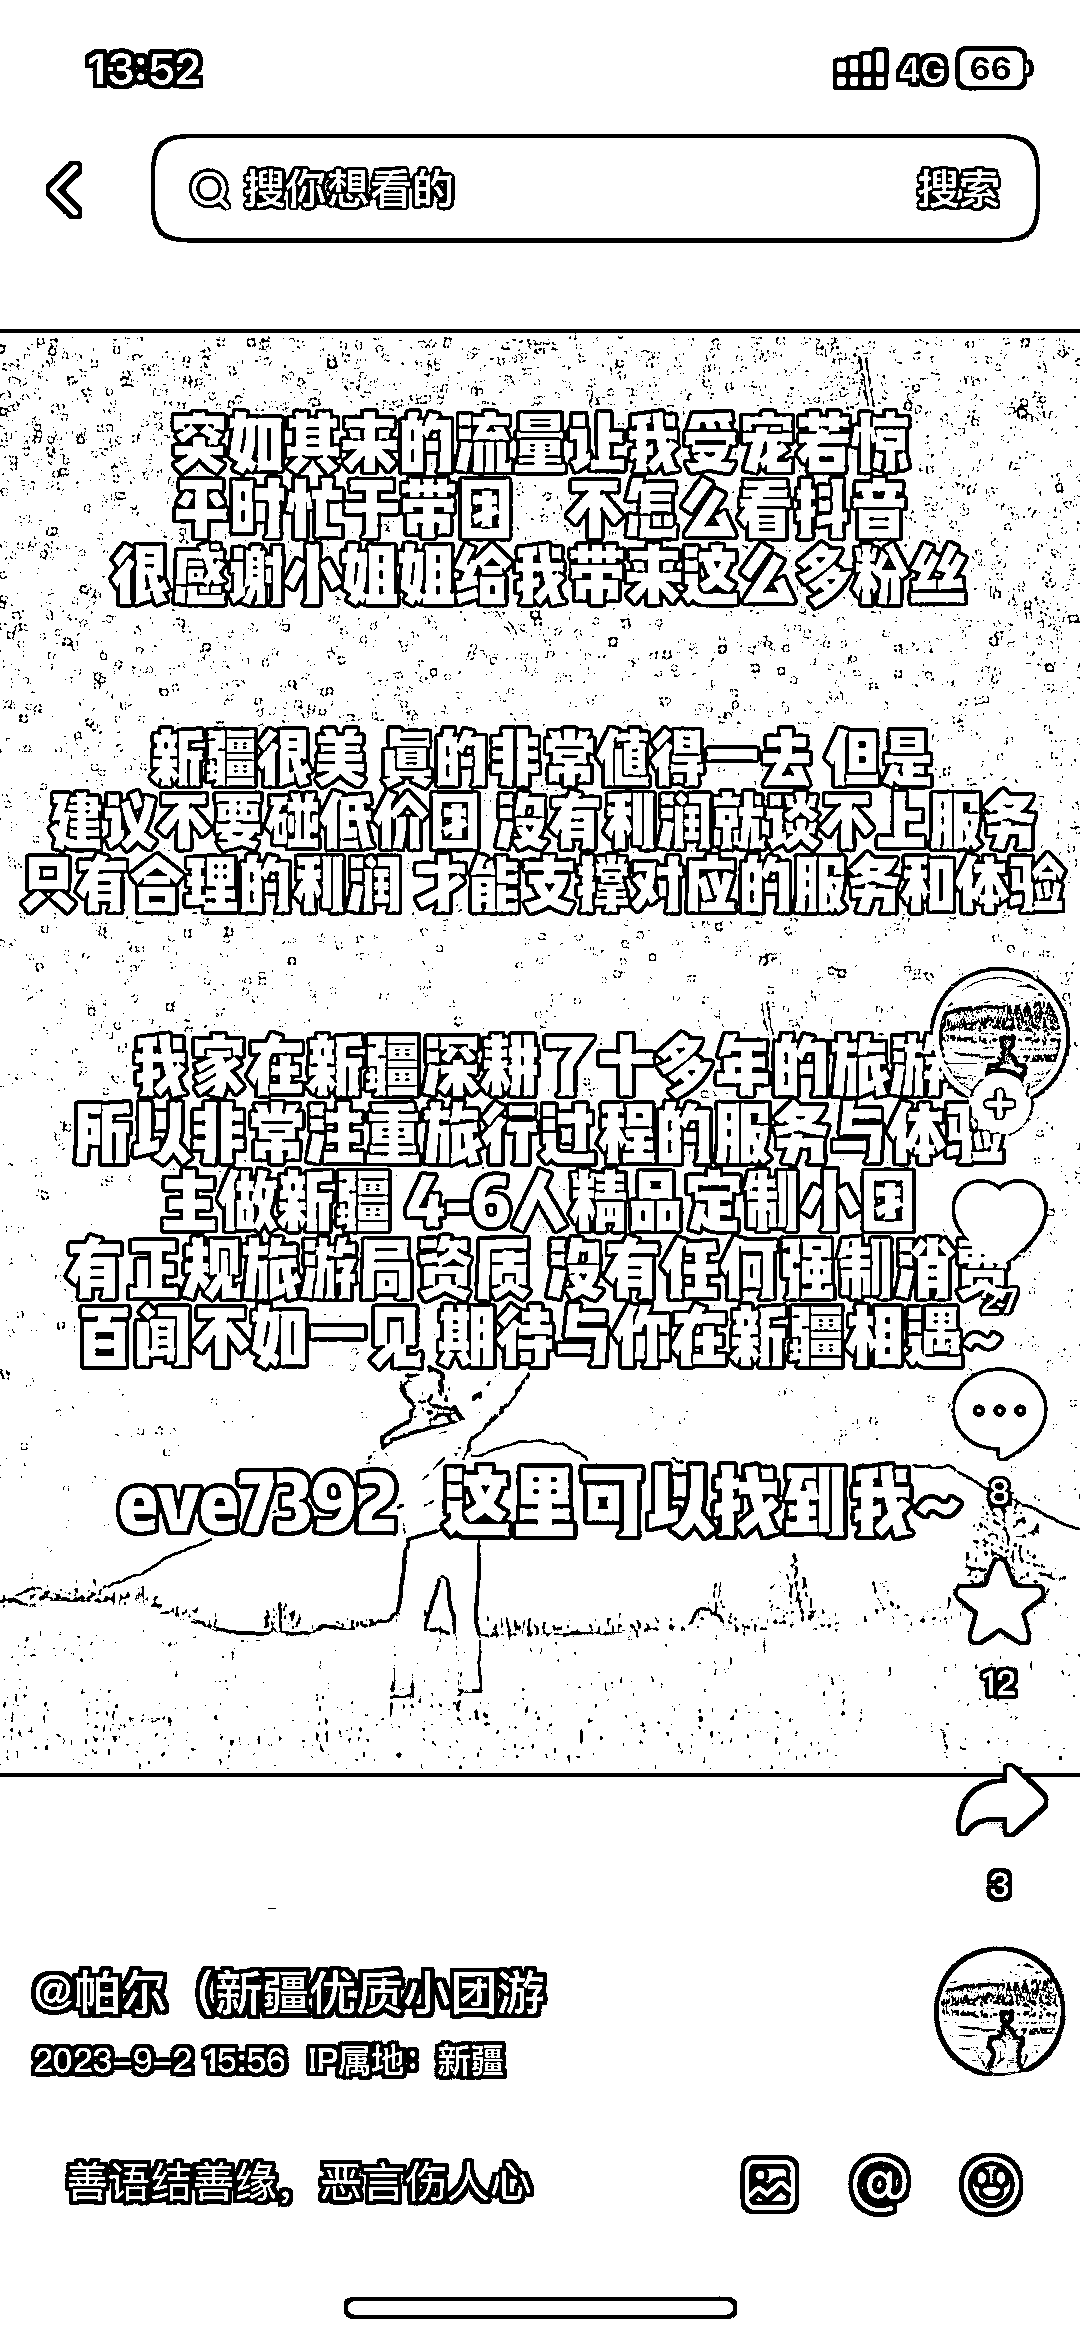 13:52
4G 66
搜你想看的 搜索
突如其来的流量让我受宠若惊
平时忙于带团 不怎么看抖音
很感谢小姐姐给我带来这么多粉丝
新疆很美 真的非常值得一去 但是
建议不要碰低价团 没有利润就谈不上服务
只有合理的利润 才能支撑对应的服务和体验
我家在新疆深耕了十多年的旅游
所以非常注重旅行过程的服务与体验
主做新疆 4-6人精品定制小团
有正规旅游局资质 没有任何强制消费
27
百闻不如一见 期待与你在新疆相遇~
eve7392 这里可以找到我~
8
12
3
@帕尔（新疆优质小团游
2023-9-2 15:56 IP属地：新疆
善语结善缘，恶言伤人心